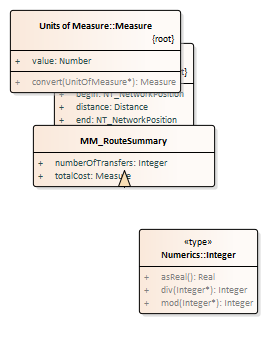 Units of Measure::Measure
{root}
+ value: Number
+ convert(UnitOfMeasure*): Measure
t}
+ begin: NT_NetworkPosition
+ distance: Distance
+ end: NT_NetworkPosition
MM_RouteSummary
+ numberOfTransfers: Integer
+ totalCost: Measure
«type»
Numerics::Integer
+ asReal(): Real
+ div(Integer*): Integer
+ mod(Integer*): Integer